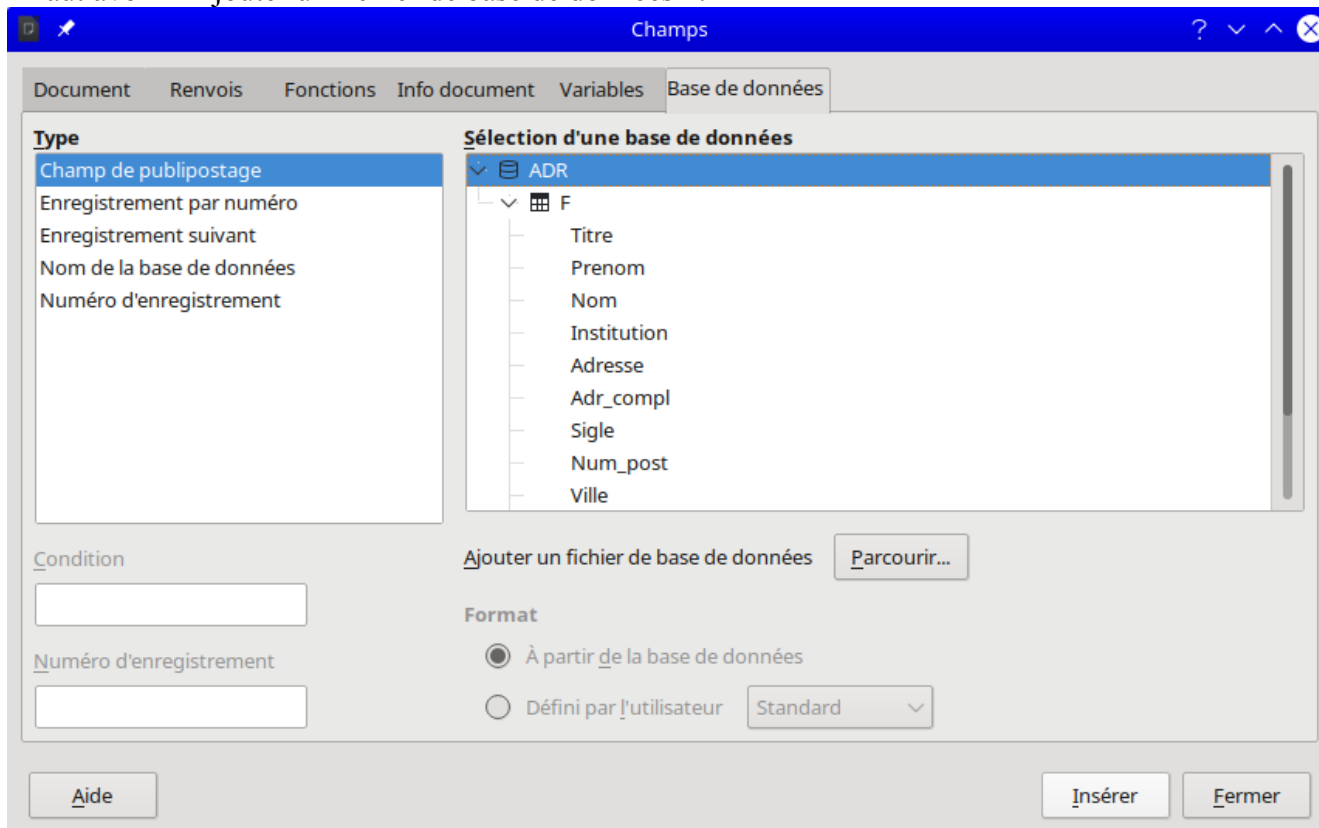 Champs
Document Renvois Fonctions Info document Variables Base de données
Type
Champ de publipostage
Enregistrement par numéro
Enregistrement suivant
Nom de la base de données
Numéro d'enregistrement
Condition
Numéro d'enregistrement
Sélection d'une base de données
ADR
F
Titre
Prenom
Nom
Institution
Adresse
Adr_compl
Sigle
Num_post
Ville
Ajouter un fichier de base de données Parcourir...
Format
À partir de la base de données
Défini par l'utilisateur Standard
Aide Insérer Fermer